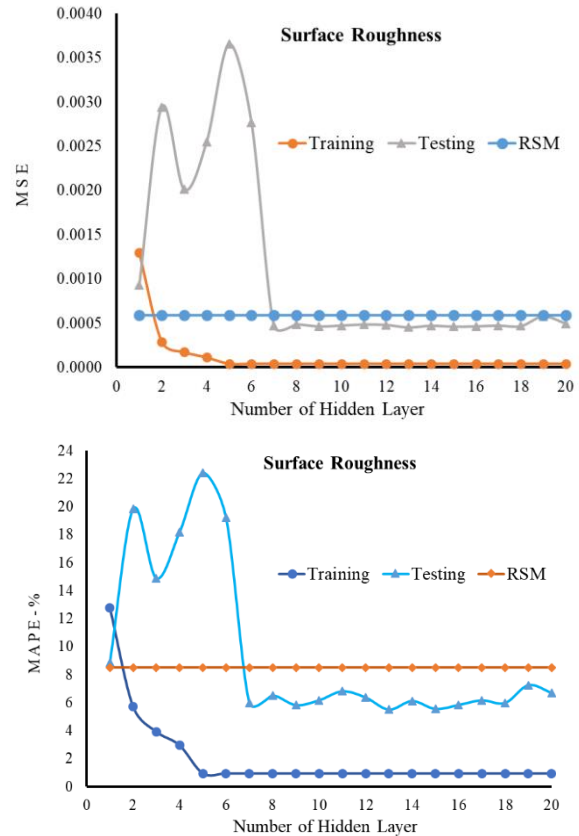 Surface Roughness
Training Testing RSM
MSE
0.0040
0.0035
0.0030
0.0025
0.0020
0.0015
0.0010
0.0005
0.0000
0 2 4 6 8 10 12 14 16 18 20
Number of Hidden Layer
Surface Roughness
Training Testing RSM
MAPE-%
24
22
20
18
16
14
12
10
8
6
4
2
0
0 2 4 6 8 10 12 14 16 18 20
Number of Hidden Layer